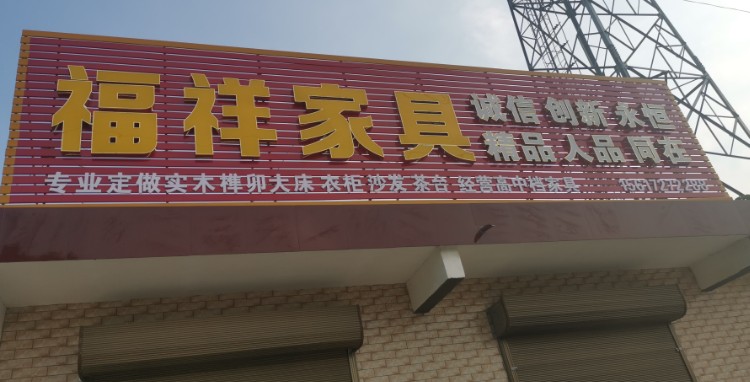 福祥家具
诚信 创新 永恒
精品 人品 同在
专业定做实木榫卯大床 衣柜 沙发 茶台 经营高中档家具